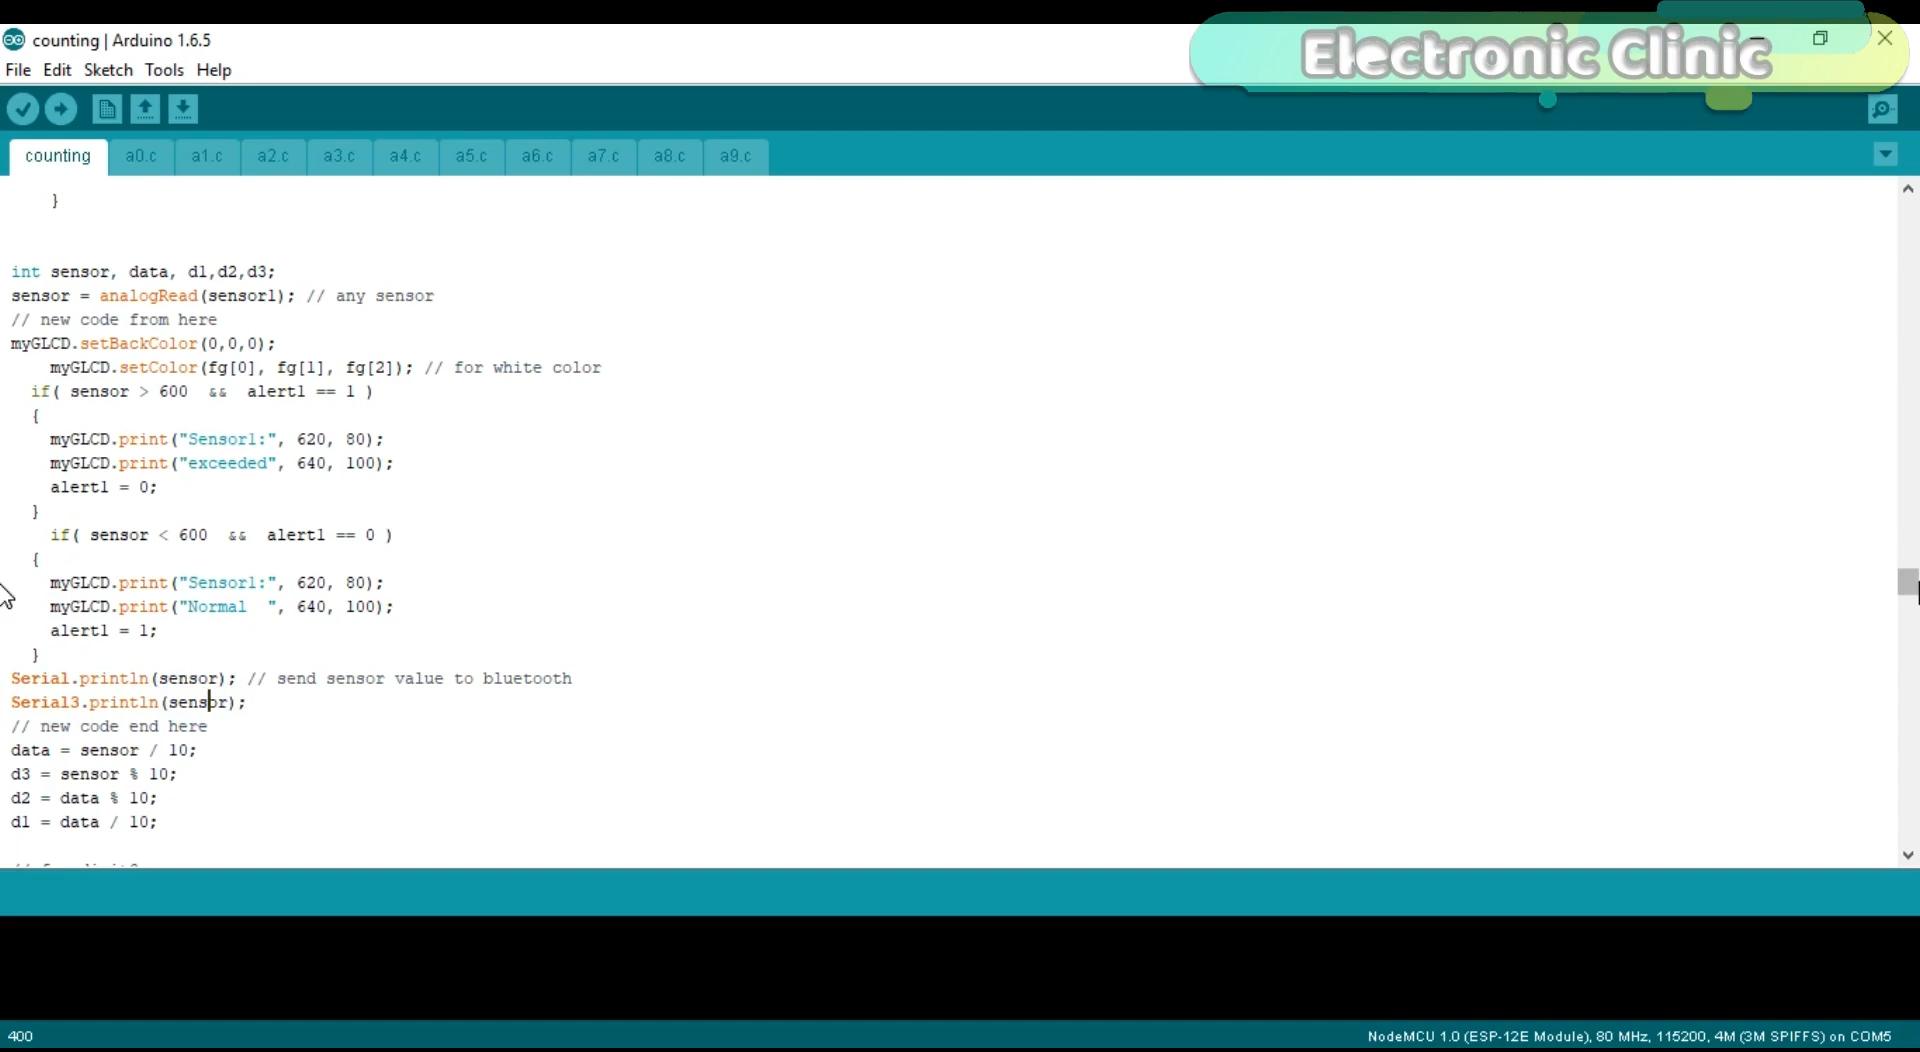 Electronic Clinic
counting | Arduino 1.6.5
File Edit Sketch Tools Help
counting a0.c a1.c a2.c a3.c a4.c a5.c a6.c a7.c a8.c a9.c
}
int sensor, data, d1,d2,d3;
sensor = analogRead(sensor1); // any sensor
// new code from here
myGLCD.setBackColor(0,0,0);
myGLCD.setColor(fg[0], fg[1], fg[2]); // for white color
if( sensor > 600 && alert1 == 1 )
{
myGLCD.print("Sensor1:", 620, 80);
myGLCD.print("exceeded", 640, 100);
alert1 = 0;
}
if( sensor < 600 && alert1 == 0 )
{
myGLCD.print("Sensor1:", 620, 80);
myGLCD.print("Normal  ", 640, 100);
alert1 = 1;
}
Serial.println(sensor); // send sensor value to bluetooth
Serial3.println(sensor);
// new code end here
data = sensor / 10;
d3 = sensor % 10;
d2 = data % 10;
d1 = data / 10;
400
NodeMCU 1.0 (ESP-12E Module), 80 MHz, 115200, 4M (3M SPIFFS) on COM5